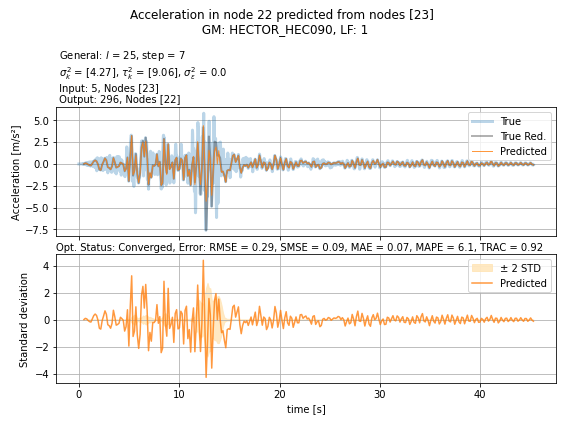 Acceleration in node 22 predicted from nodes [23]
GM: HECTOR_HEC090, LF: 1
General: l = 25, step = 7
σ²ₖ = [4.27], τ²ₖ = [9.06], σ²ε = 0.0
Input: 5, Nodes [23]
Output: 296, Nodes [22]
True
True Red.
Predicted
Acceleration [m/s²]
5.0
2.5
0.0
−2.5
−5.0
−7.5
Opt. Status: Converged, Error: RMSE = 0.29, SMSE = 0.09, MAE = 0.07, MAPE = 6.1, TRAC = 0.92
± 2 STD
Predicted
Standard deviation
4
2
0
−2
−4
0 10 20 30 40
time [s]